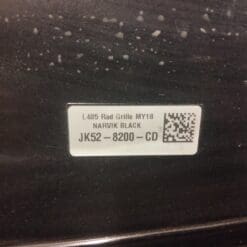 L405 Rad Grille MY18
NARVIK BLACK
JK52-8200-CD